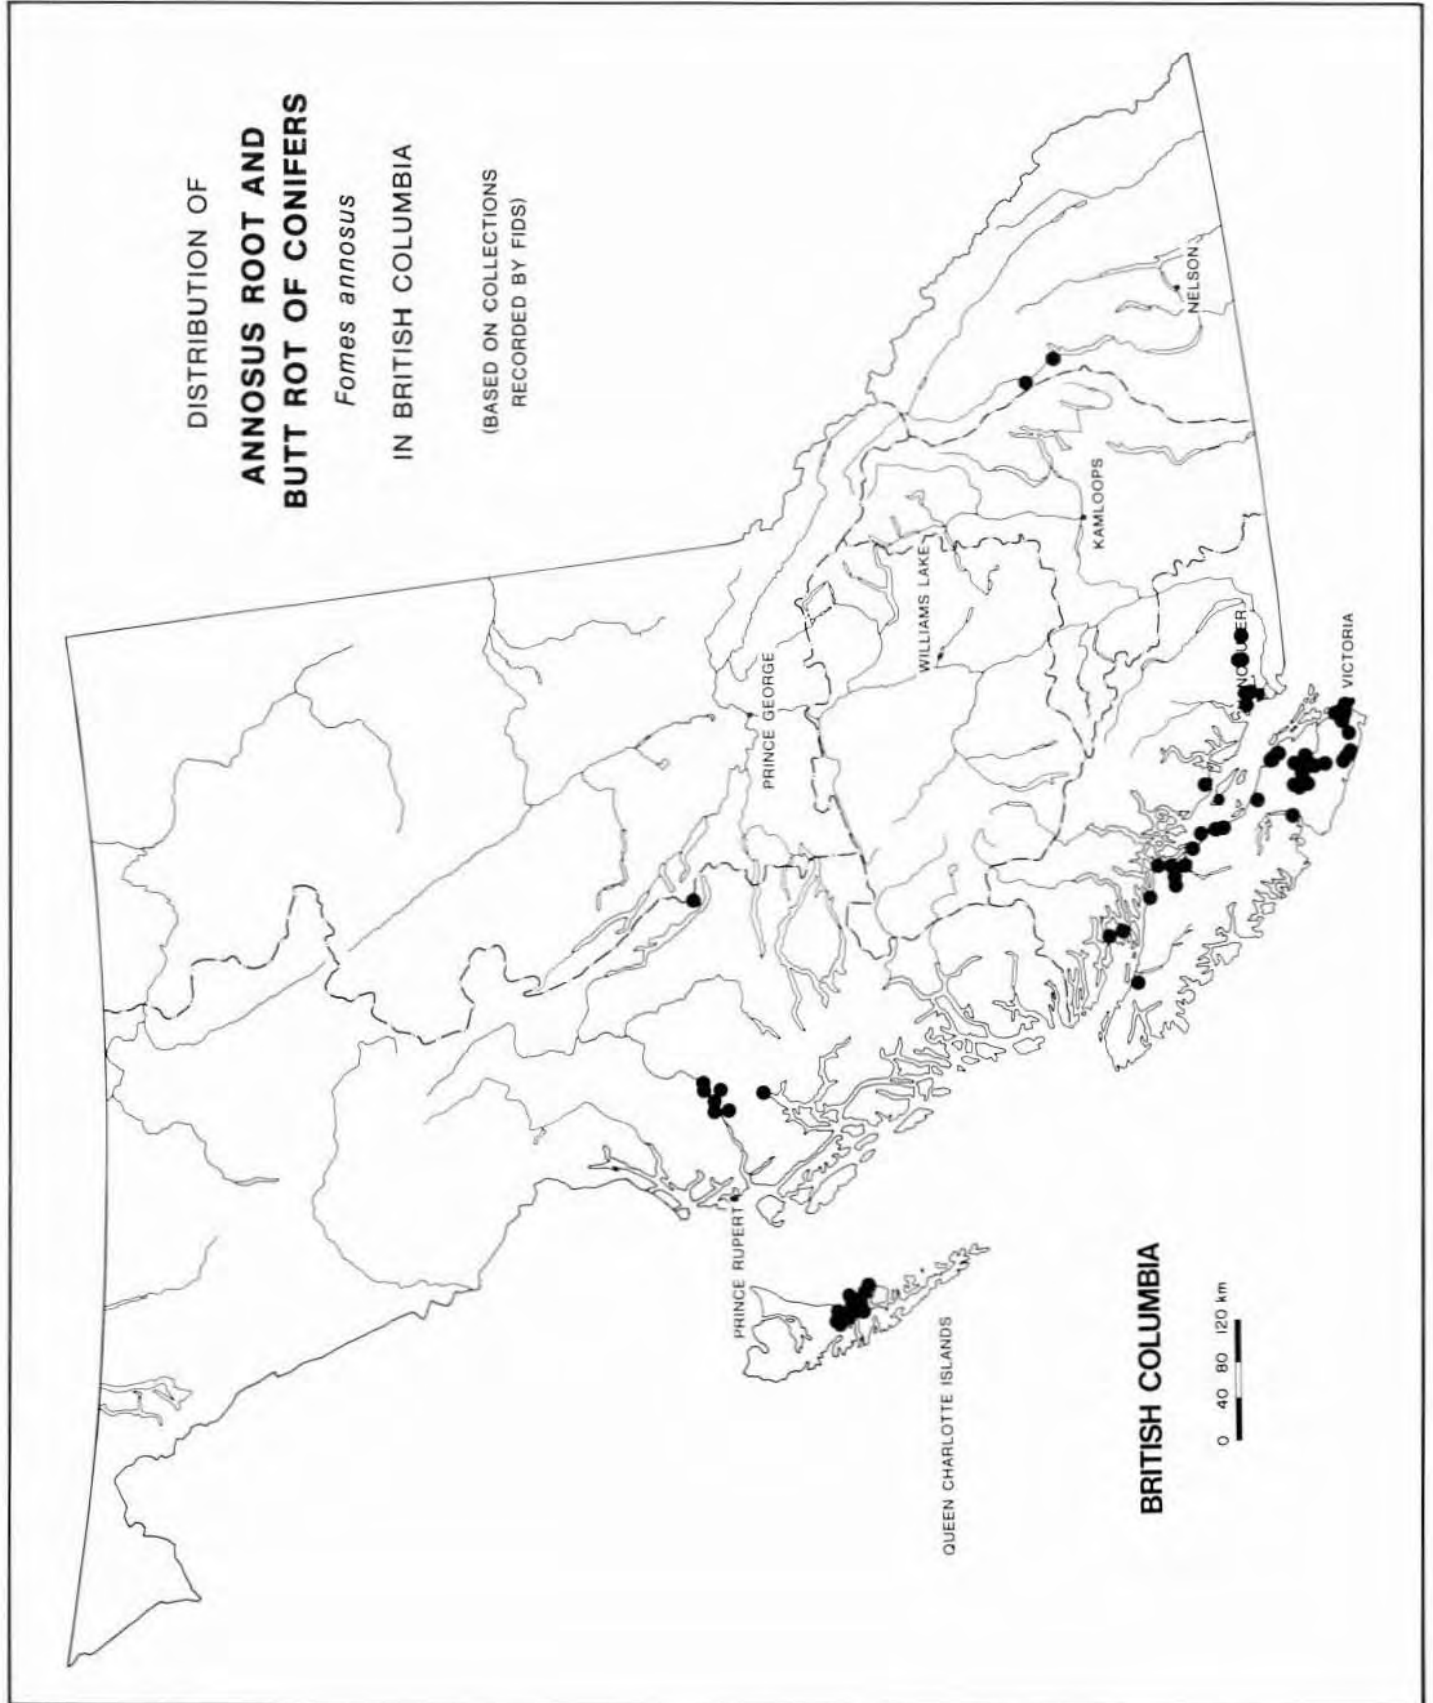 DISTRIBUTION OF
ANNOSUS ROOT AND
BUTT ROT OF CONIFERS
Fomes annosus
IN BRITISH COLUMBIA
(BASED ON COLLECTIONS
RECORDED BY FIDS)
NELSON
KAMLOOPS
WILLIAMS LAKE
PRINCE GEORGE
VICTORIA
PRINCE RUPERT
QUEEN CHARLOTTE ISLANDS
BRITISH COLUMBIA
0 40 80 120 km